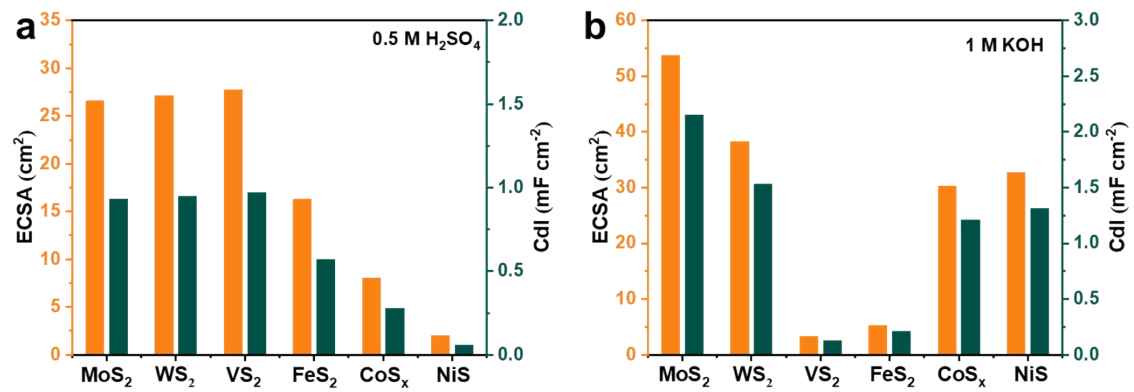 a
0.5 M H₂SO₄
ECSA (cm²)
35
30
25
20
15
10
5
0
2.0
1.5
1.0
0.5
0.0
Cdl (mF cm⁻²)
MoS₂ WS₂ VS₂ FeS₂ CoSₓ NiS
b
1 M KOH
ECSA (cm²)
60
50
40
30
20
10
0
3.0
2.5
2.0
1.5
1.0
0.5
0.0
Cdl (mF cm⁻²)
MoS₂ WS₂ VS₂ FeS₂ CoSₓ NiS